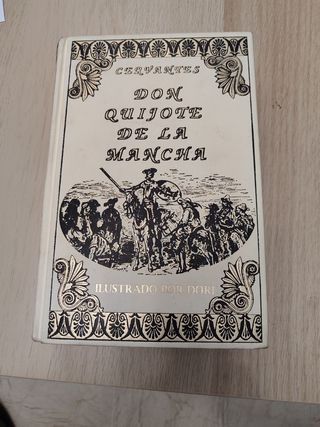 CERVANTES
DON
QUIJOTE
DE LA
MANCHA
ILUSTRADO POR DORÉ